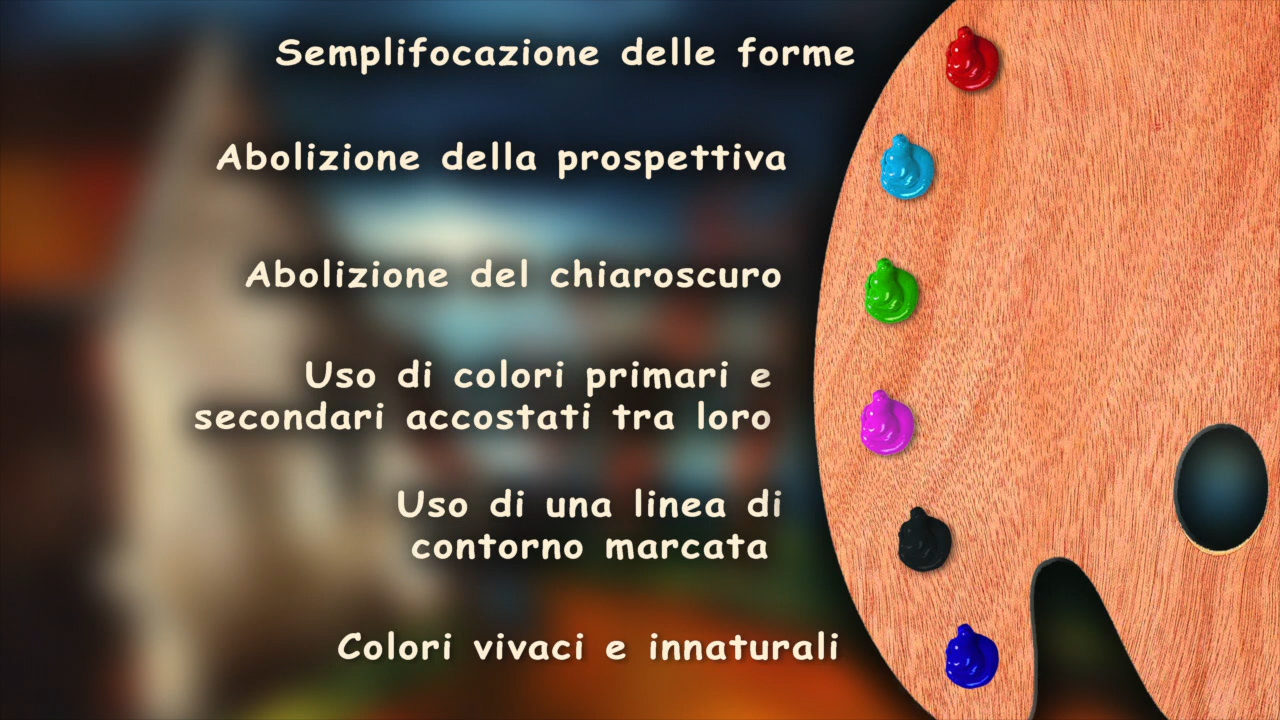 Semplifocazione delle forme
Abolizione della prospettiva
Abolizione del chiaroscuro
Uso di colori primari e
secondari accostati tra loro
Uso di una linea di
contorno marcata
Colori vivaci e innaturali